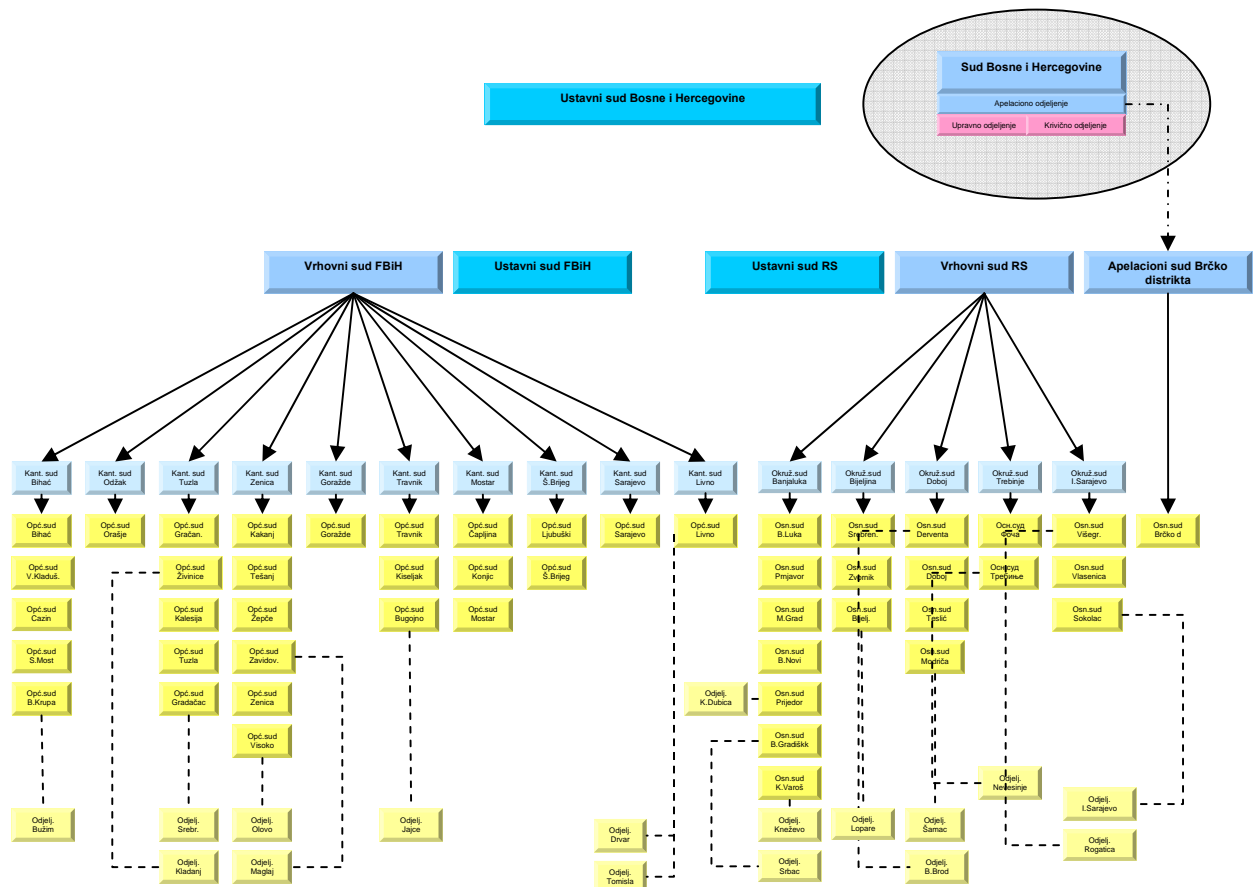 Sud Bosne i Hercegovine
Apelaciono odjeljenje
Upravno odjeljenje
Krivično odjeljenje
Ustavni sud Bosne i Hercegovine
Vrhovni sud FBiH
Ustavni sud FBiH
Ustavni sud RS
Vrhovni sud RS
Apelacioni sud Brčko
distrikta
Kant. sud
Bihać
Kant. sud
Odžak
Kant. sud
Tuzla
Kant. sud
Zenica
Kant. sud
Goražde
Kant. sud
Travnik
Kant. sud
Mostar
Kant. sud
Š.Brijeg
Kant. sud
Sarajevo
Kant. sud
Livno
Okruž.sud
Banjaluka
Okruž.sud
Bijeljina
Okruž.sud
Doboj
Okruž.sud
Trebinje
Okruž.sud
I.Sarajevo
Opć.sud
Bihać
Opć.sud
Orašje
Opć.sud
Gračan.
Opć.sud
Kakanj
Opć.sud
Goražde
Opć.sud
Travnik
Opć.sud
Čapljina
Opć.sud
Ljubuški
Opć.sud
Sarajevo
Opć.sud
Livno
Osn.sud
B.Luka
Osn.sud
Srebren.
Osn.sud
Derventa
Осн.суд
Фоча
Osn.sud
Višegr.
Osn.sud
Brčko d
Opć.sud
V.Kladuš.
Opć.sud
Živinice
Opć.sud
Tešanj
Opć.sud
Kiseljak
Opć.sud
Konjic
Opć.sud
Š.Brijeg
Osn.sud
Prnjavor
Osn.sud
Zvornik
Osn.sud
Doboj
Осн.суд
Требиње
Osn.sud
Vlasenica
Opć.sud
Cazin
Opć.sud
Kalesija
Opć.sud
Žepče
Opć.sud
Bugojno
Opć.sud
Mostar
Osn.sud
M.Grad
Osn.sud
Bijelj.
Osn.sud
Teslić
Osn.sud
Sokolac
Opć.sud
S.Most
Opć.sud
Tuzla
Opć.sud
Zavidov.
Osn.sud
B.Novi
Osn.sud
Modriča
Opć.sud
B.Krupa
Opć.sud
Gradačac
Opć.sud
Zenica
Odjelj.
K.Dubica
Osn.sud
Prijedor
Opć.sud
Visoko
Osn.sud
B.Gradiškk
Osn.sud
K.Varoš
Odjelj.
Nevesinje
Odjelj.
I.Sarajevo
Odjelj.
Bužim
Odjelj.
Srebr.
Odjelj.
Olovo
Odjelj.
Jajce
Odjelj.
Drvar
Odjelj.
Kneževo
Odjelj.
Lopare
Odjelj.
Šamac
Odjelj.
Rogatica
Odjelj.
Kladanj
Odjelj.
Maglaj
Odjelj.
Tomisla
Odjelj.
Srbac
Odjelj.
B.Brod